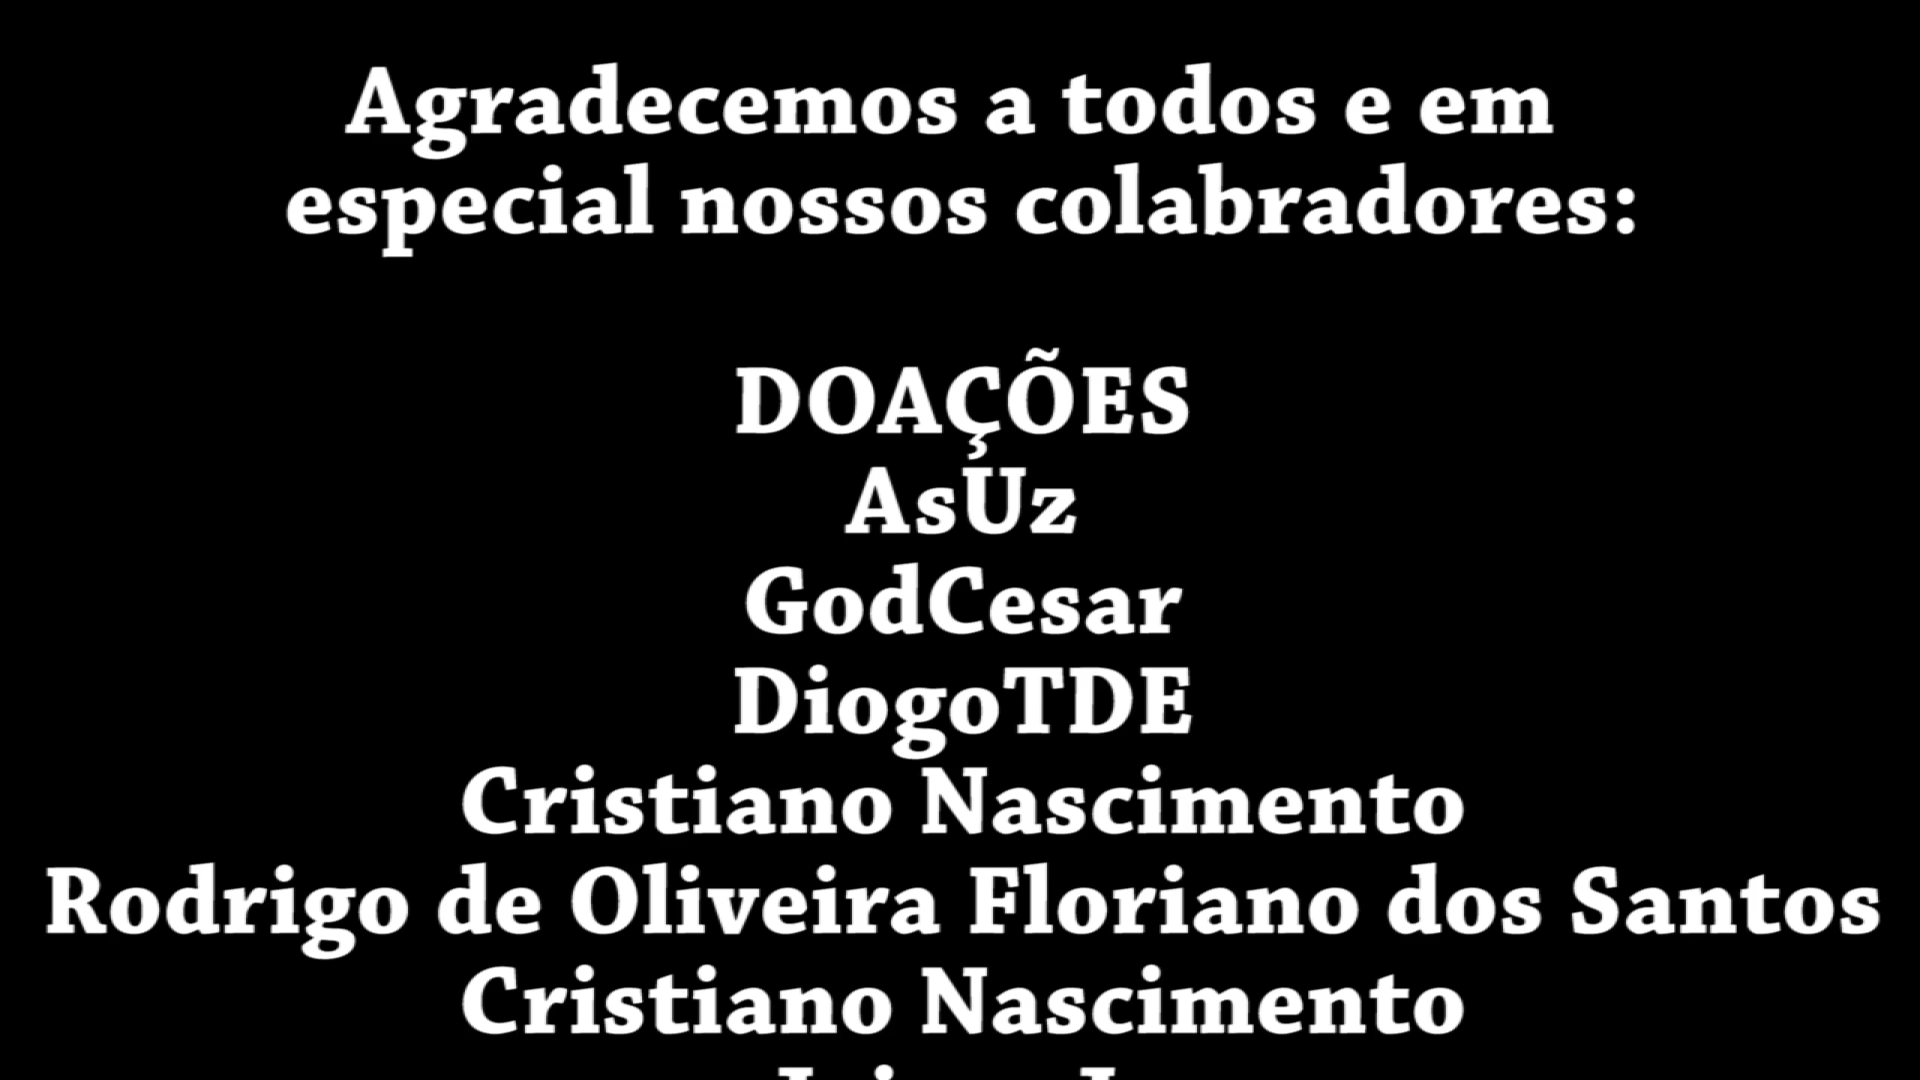 Agradecemos a todos e em
especial nossos colabradores:
DOAÇÕES
AsUz
GodCesar
DiogoTDE
Cristiano Nascimento
Rodrigo de Oliveira Floriano dos Santos
Cristiano Nascimento